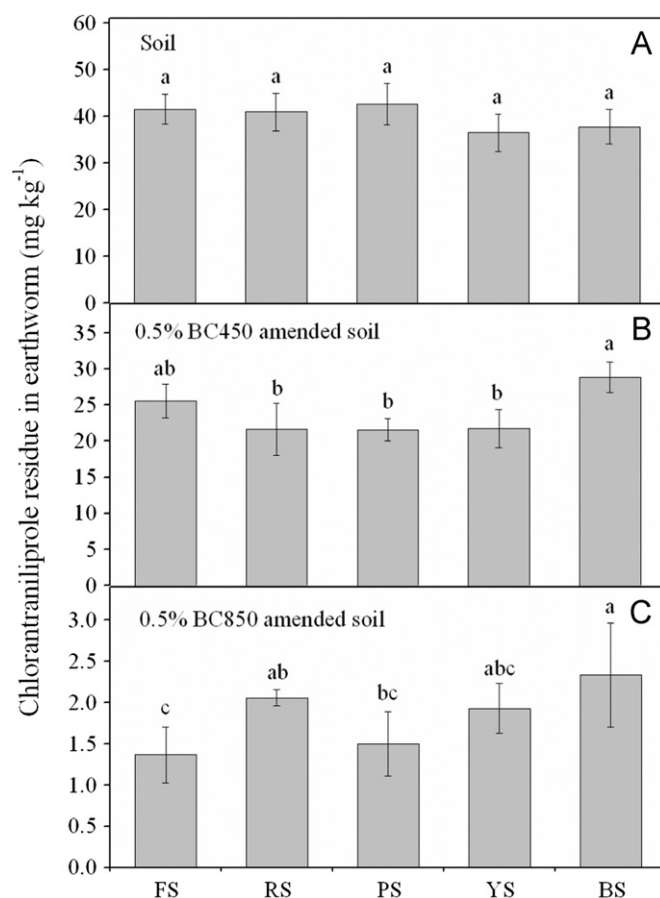 Chlorantraniliprole residue in earthworm (mg kg-1)
Soil
A
60
50
40
30
20
10
0
a a a a a
0.5% BC450 amended soil
B
35
30
25
20
15
10
5
0
ab b b b a
0.5% BC850 amended soil
C
3.0
2.5
2.0
1.5
1.0
0.5
0.0
c ab bc abc a
FS RS PS YS BS